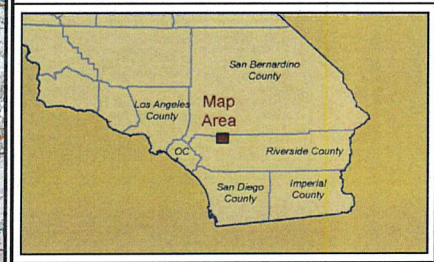 San Bernardino
County
Los Angeles
County
Map
Area
OC
Riverside County
San Diego
County
Imperial
County